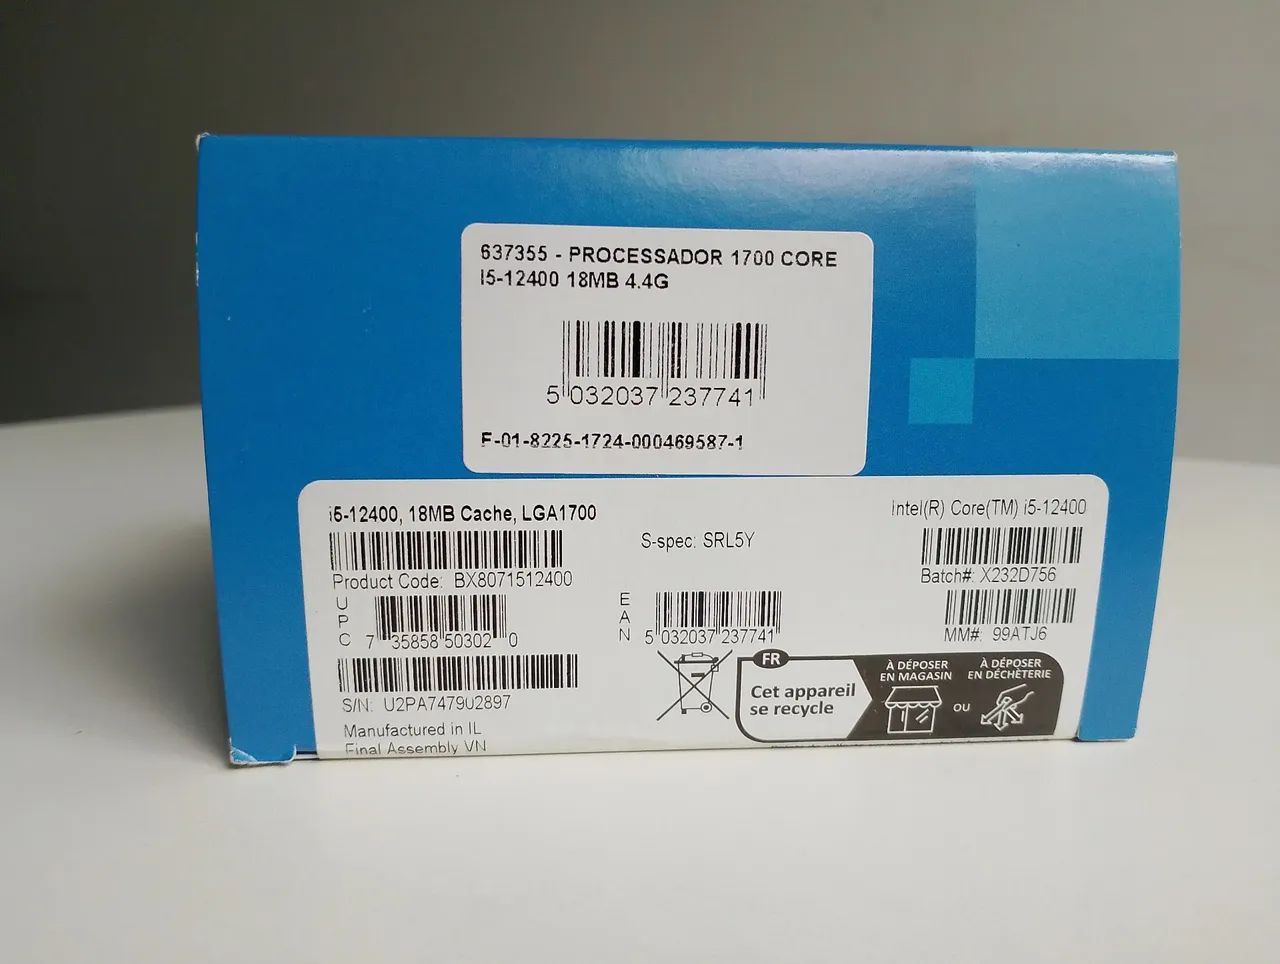 637355 - PROCESSADOR 1700 CORE
I5-12400 18MB 4.4G
5 032037 237741
F-01-8225-1724-000469587-1
i5-12400, 18MB Cache, LGA1700
Product Code: BX8071512400
UPC
7 35858 50302 0
S/N: U2PA747902897
Manufactured in IL
Final Assembly VN
S-spec: SRL5Y
EAN
5 032037 237741
Intel(R) Core(TM) i5-12400
Batch#: X232D756
MM#: 99ATJ6
FR
Cet appareil
se recycle
À DÉPOSER
EN MAGASIN
OU
À DÉPOSER
EN DÉCHÈTERIE